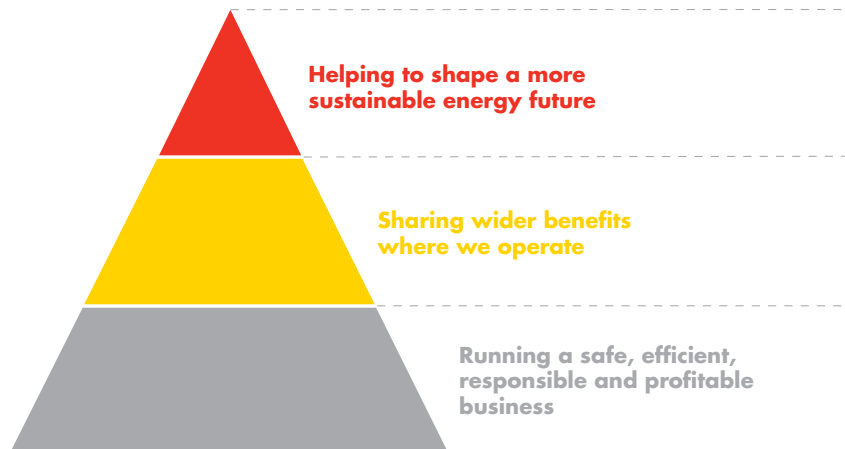 Helping to shape a more
sustainable energy future
Sharing wider benefits
where we operate
Running a safe, efficient,
responsible and profitable
business